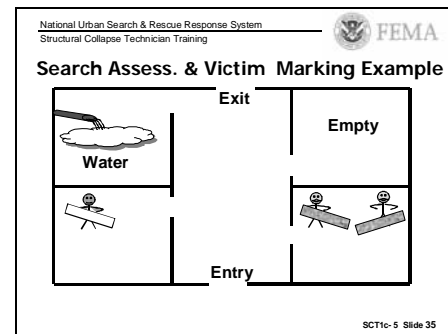 National Urban Search & Rescue Response System
Structural Collapse Technician Training
FEMA
Search Assess. & Victim Marking Example
Exit
Empty
Water
Entry
SCT1c- 5 Slide 35